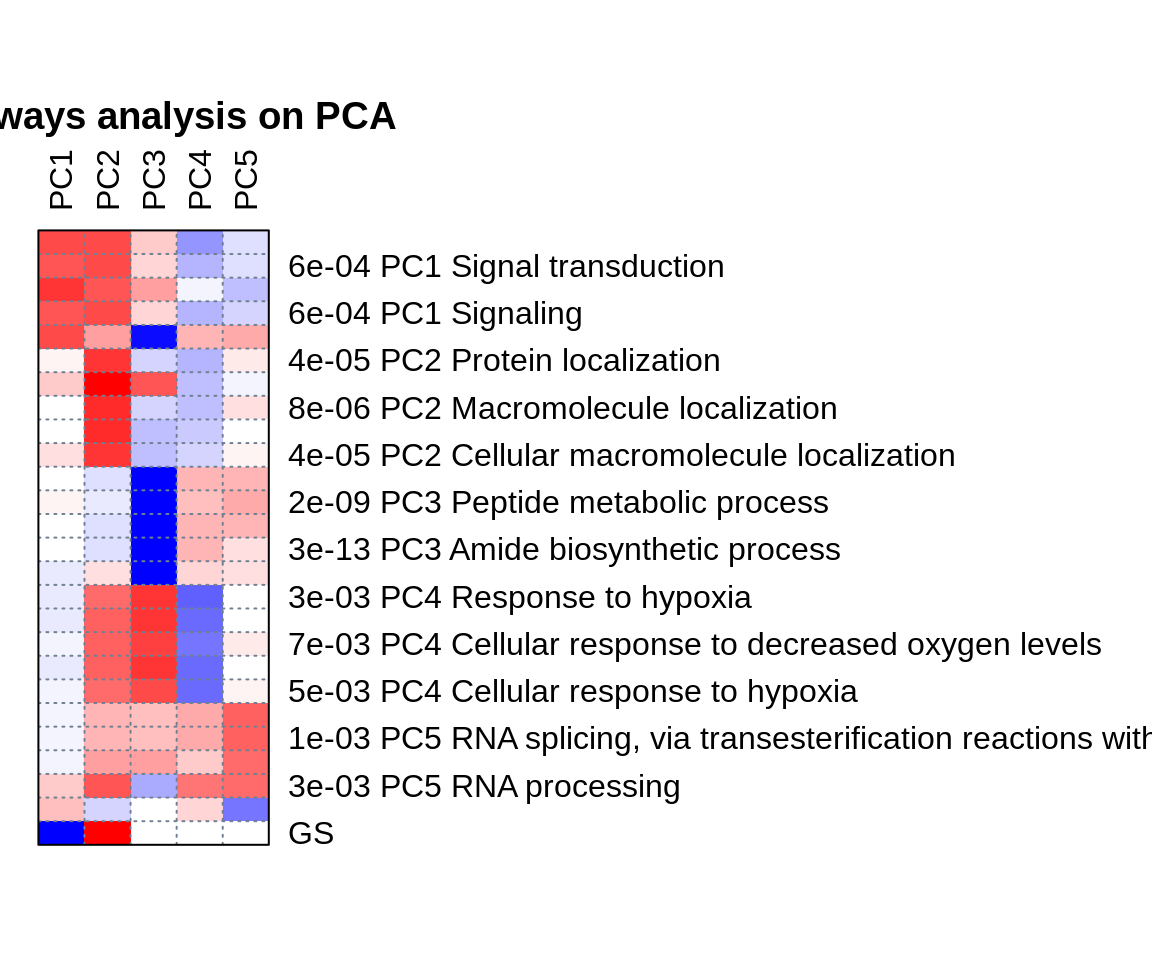 ways analysis on PCA
PC1 PC2 PC3 PC4 PC5
6e-04 PC1 Signal transduction
6e-04 PC1 Signaling
4e-05 PC2 Protein localization
8e-06 PC2 Macromolecule localization
4e-05 PC2 Cellular macromolecule localization
2e-09 PC3 Peptide metabolic process
3e-13 PC3 Amide biosynthetic process
3e-03 PC4 Response to hypoxia
7e-03 PC4 Cellular response to decreased oxygen levels
5e-03 PC4 Cellular response to hypoxia
1e-03 PC5 RNA splicing, via transesterification reactions with
3e-03 PC5 RNA processing
GS